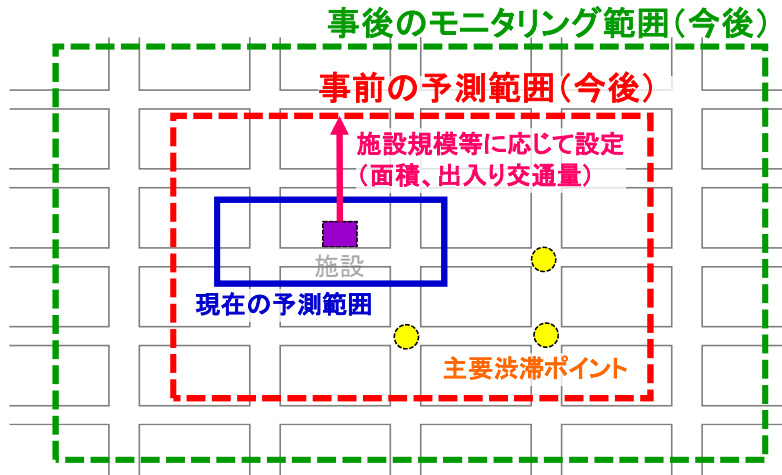 事後のモニタリング範囲（今後）
事前の予測範囲（今後）
施設規模等に応じて設定
（面積、出入り交通量）
施設
現在の予測範囲
主要渋滞ポイント